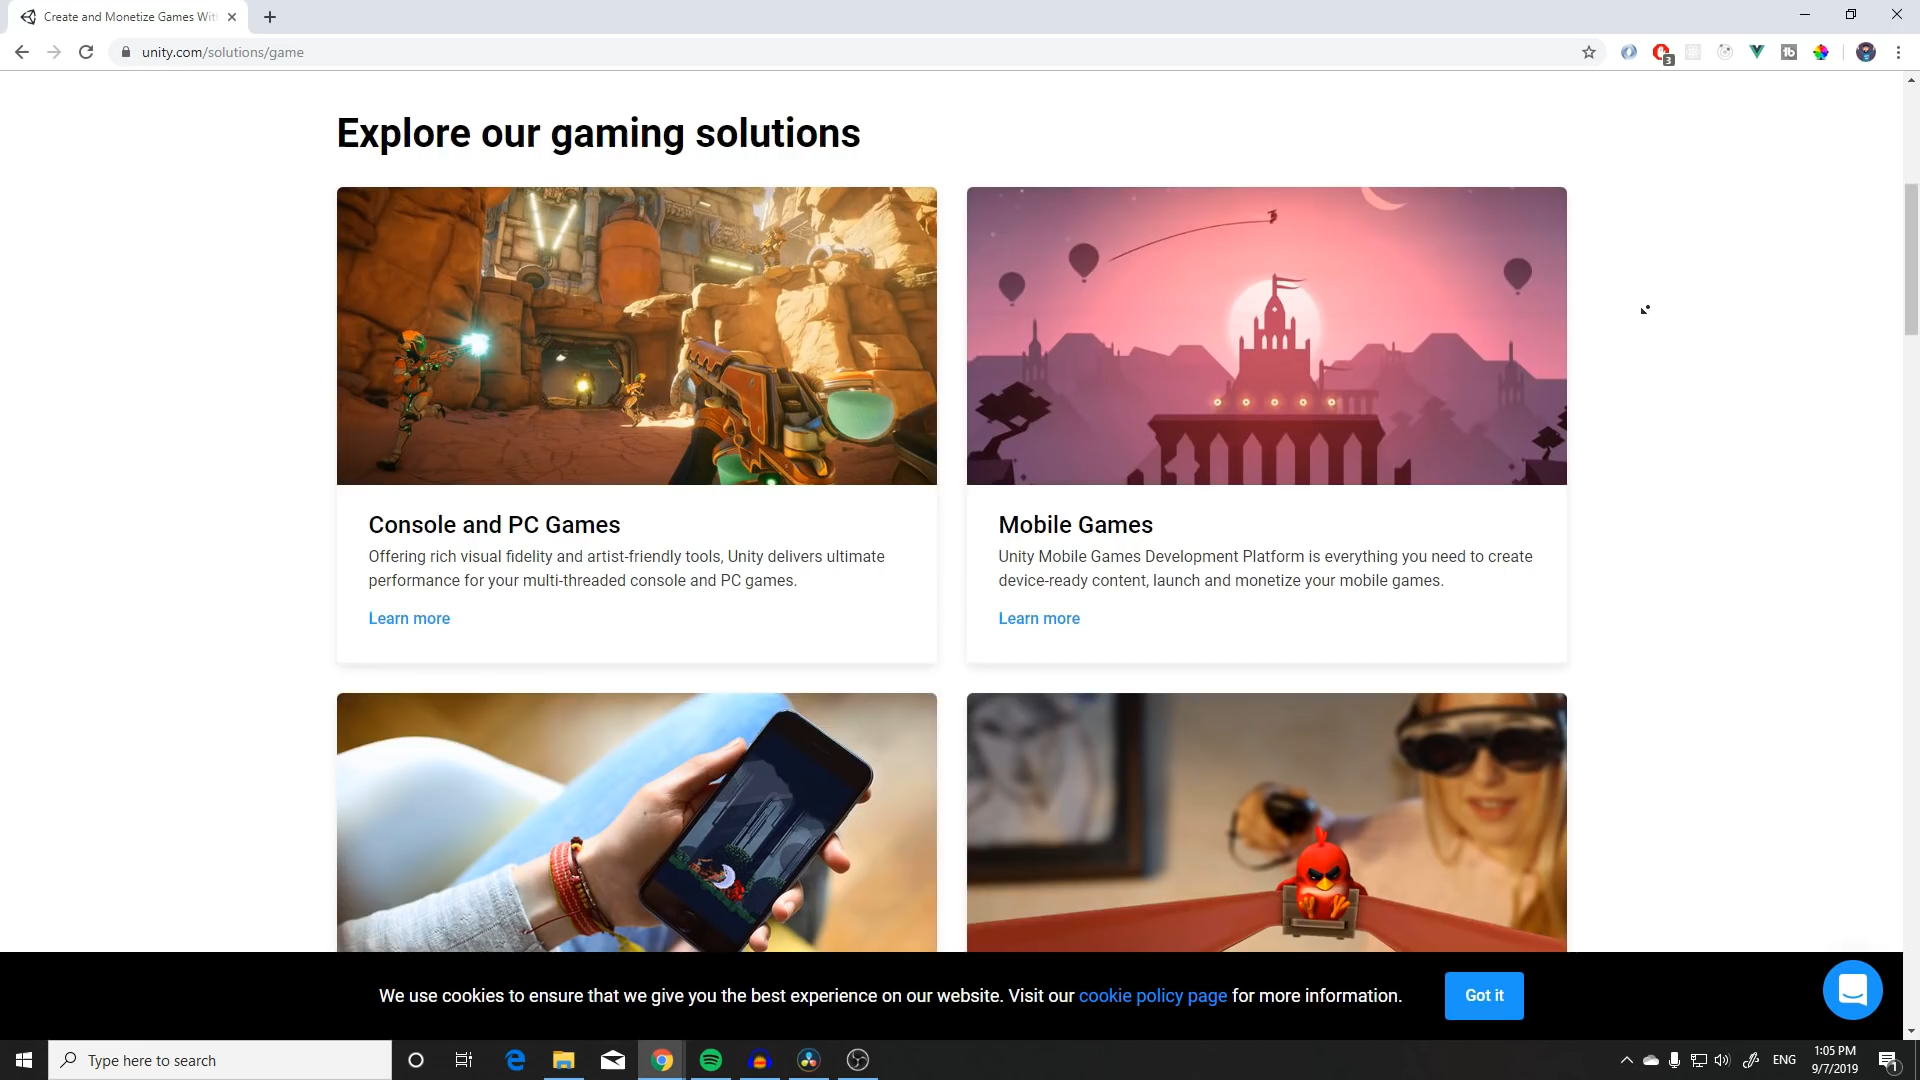 Create and Monetize Games Wit
unity.com/solutions/game
3
Explore our gaming solutions
Console and PC Games
Offering rich visual fidelity and artist-friendly tools, Unity delivers ultimate
performance for your multi-threaded console and PC games.
Learn more
Mobile Games
Unity Mobile Games Development Platform is everything you need to create
device-ready content, launch and monetize your mobile games.
Learn more
We use cookies to ensure that we give you the best experience on our website. Visit our cookie policy page for more information.
Got it
Type here to search
ENG
1:05 PM
9/7/2019
1